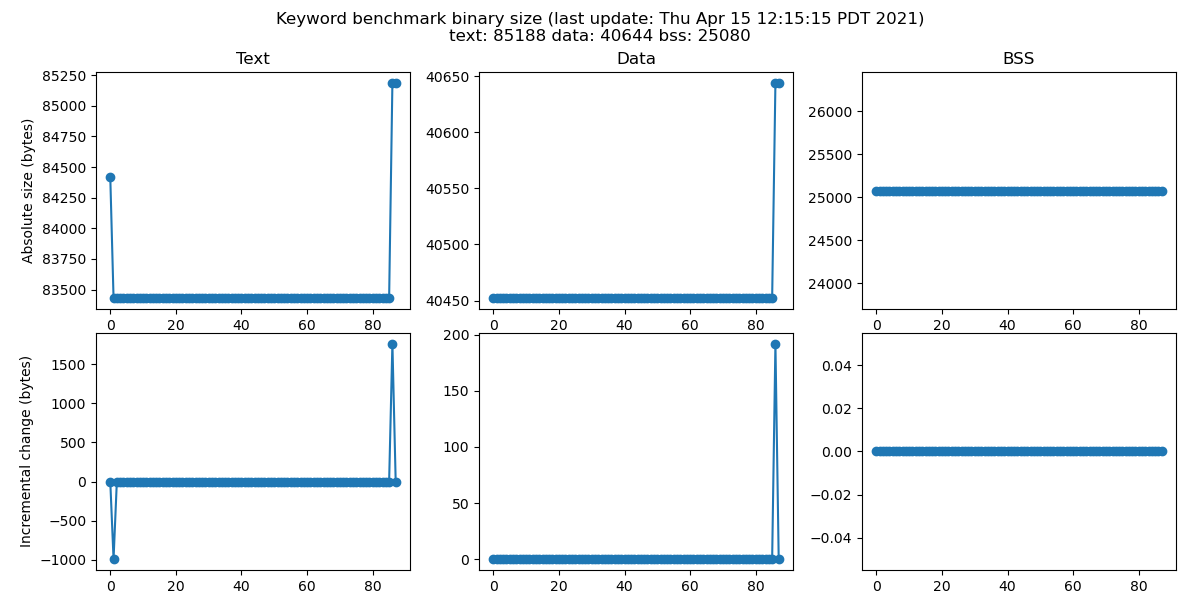 Keyword benchmark binary size (last update: Thu Apr 15 12:15:15 PDT 2021)
text: 85188 data: 40644 bss: 25080
Text
Data
BSS
Absolute size (bytes)
85250
85000
84750
84500
84250
84000
83750
83500
0 20 40 60 80
40650
40600
40550
40500
40450
0 20 40 60 80
26000
25500
25000
24500
24000
0 20 40 60 80
Incremental change (bytes)
1500
1000
500
0
−500
−1000
0 20 40 60 80
200
150
100
50
0
0 20 40 60 80
0.04
0.02
0.00
−0.02
−0.04
0 20 40 60 80